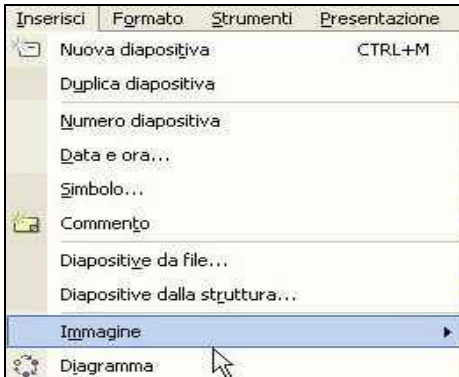 Inserisci Formato Strumenti Presentazione
Nuova diapositiva CTRL+M
Duplica diapositiva
Numero diapositiva
Data e ora...
Simbolo...
Commento
Diapositive da file...
Diapositive dalla struttura...
Immagine
Diagramma